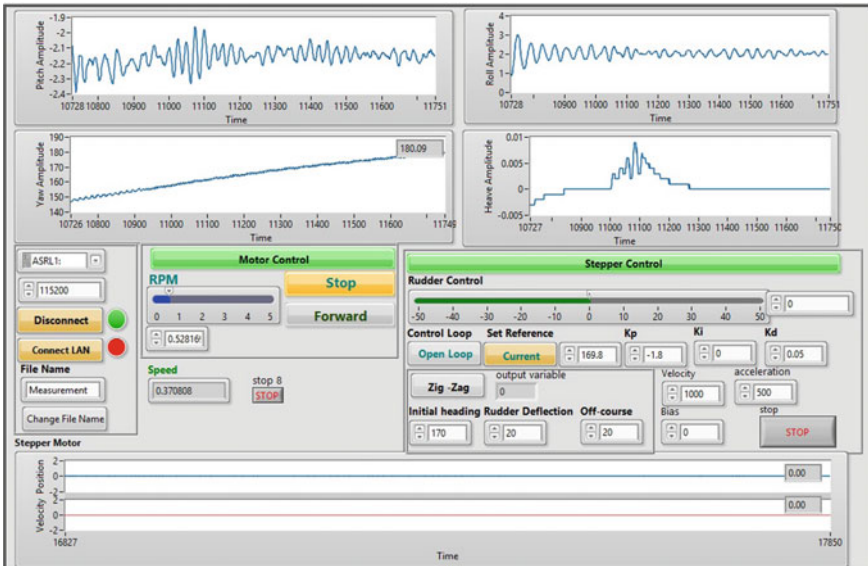 Pitch Amplitude
-1.9
-2
-2.1
-2.2
-2.3
-2.4
10728 10800 10900 11000 11100 11200 11300 11400 11500 11600 11751
Time
Roll Amplitude
4
3
2
1
0
10728 10900 11000 11100 11200 11300 11400 11500 11600 11751
Time
Yaw Amplitude
190
180
170
160
150
140
180.09
10726 10800 10900 11000 11100 11200 11300 11400 11500 11600 11749
Time
Heave Amplitude
0.01
0.005
0
-0.005
10727 10900 11000 11100 11200 11300 11400 11500 11600 11750
Time
ASRL1:
115200
Disconnect
Connect LAN
File Name
Measurement
Change File Name
Motor Control
RPM
0 1 2 3 4 5
0.52816
Stop
Forward
Speed
0.370808
stop 8
STOP
Stepper Control
Rudder Control
-50 -40 -30 -20 -10 0 10 20 30 40 50
0
Control Loop Set Reference Kp Ki Kd
Open Loop Current 169.8 -1.8 0 0.05
Zig -Zag
output variable
0
Velocity acceleration
1000 500
Initial heading Rudder Deflection Off-course
170 20 20
Bias
0
stop
STOP
Stepper Motor
Position
2
0
-2
0.00
Velocity
2
0
-2
0.00
16827 17850
Time